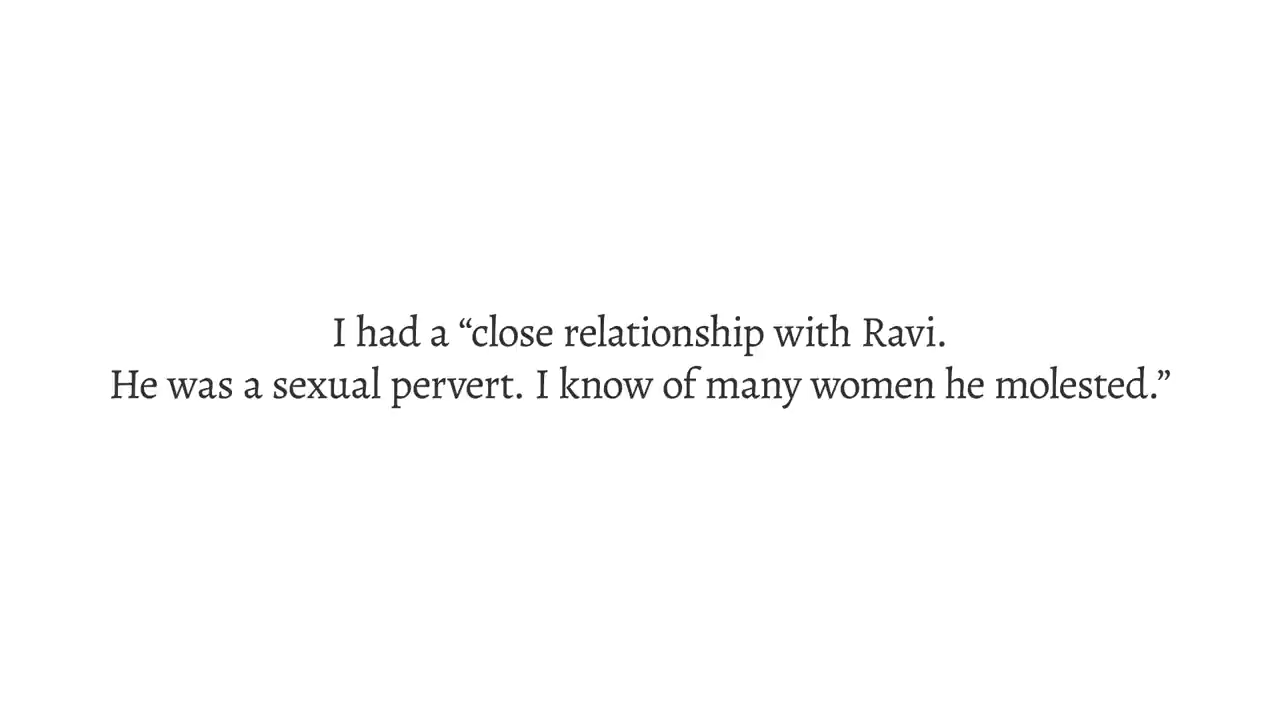 I had a “close relationship with Ravi.
He was a sexual pervert. I know of many women he molested.”